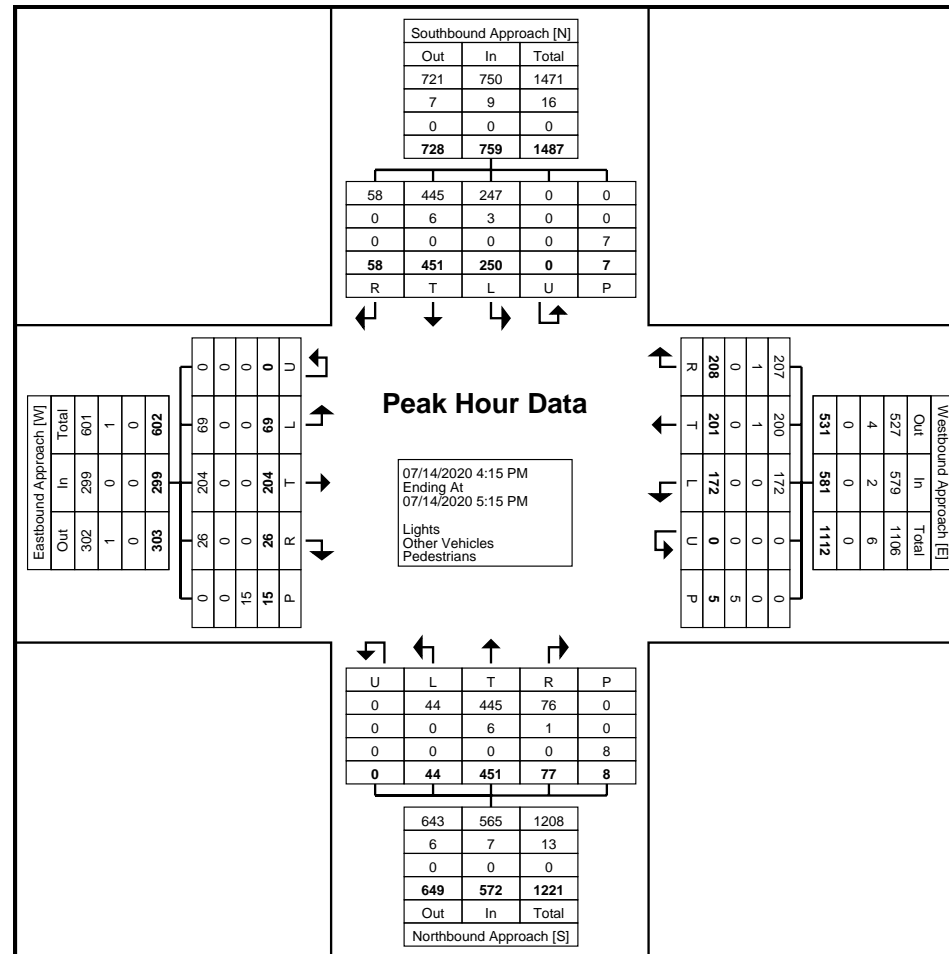 Southbound Approach [N]
Out In Total
721 750 1471
7 9 16
0 0 0
728 759 1487
58 445 247 0 0
0 6 3 0 0
0 0 0 0 7
58 451 250 0 7
R T L U P
Eastbound Approach [W]
Total In Out
601 299 302
1 0 1
0 0 0
602 299 303
0 69 204 26 0
0 0 0 0 0
0 0 0 0 15
0 69 204 26 15
U L T R P
Peak Hour Data
07/14/2020 4:15 PM
Ending At
07/14/2020 5:15 PM
Lights
Other Vehicles
Pedestrians
R T L U P
208 201 172 0 5
0 0 0 0 5
1 1 0 0 0
207 200 172 0 0
Westbound Approach [E]
Out In Total
527 579 1106
4 2 6
0 0 0
531 581 1112
U L T R P
0 44 445 76 0
0 0 6 1 0
0 0 0 0 8
0 44 451 77 8
643 565 1208
6 7 13
0 0 0
649 572 1221
Out In Total
Northbound Approach [S]